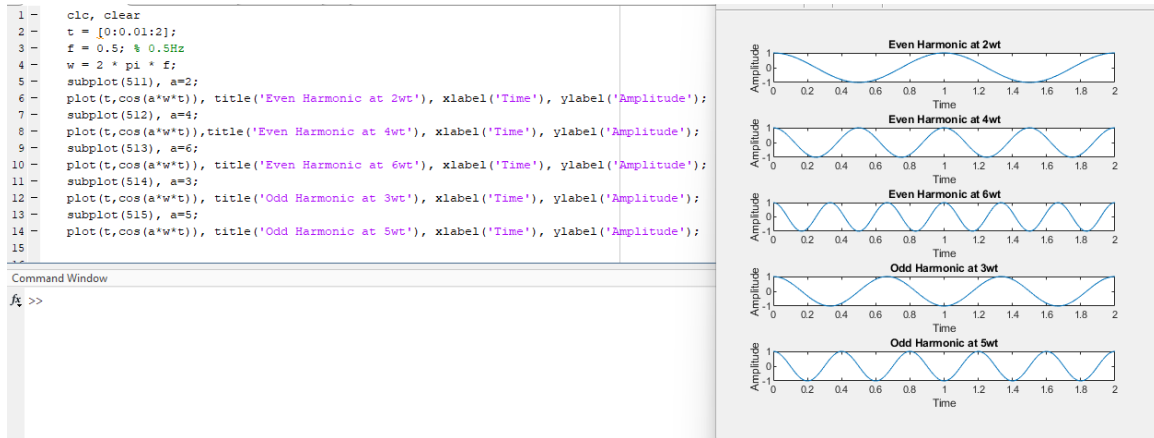 1 - clc, clear
2 - t = [0:0.01:2];
3 - f = 0.5; % 0.5Hz
4 - w = 2 * pi * f;
5 - subplot(511), a=2;
6 - plot(t,cos(a*w*t)), title('Even Harmonic at 2wt'), xlabel('Time'), ylabel('Amplitude');
7 - subplot(512), a=4;
8 - plot(t,cos(a*w*t)),title('Even Harmonic at 4wt'), xlabel('Time'), ylabel('Amplitude');
9 - subplot(513), a=6;
10 - plot(t,cos(a*w*t)), title('Even Harmonic at 6wt'), xlabel('Time'), ylabel('Amplitude');
11 - subplot(514), a=3;
12 - plot(t,cos(a*w*t)), title('Odd Harmonic at 3wt'), xlabel('Time'), ylabel('Amplitude');
13 - subplot(515), a=5;
14 - plot(t,cos(a*w*t)), title('Odd Harmonic at 5wt'), xlabel('Time'), ylabel('Amplitude');
15
Command Window
fx >>
Even Harmonic at 2wt
Amplitude
1
0
-1
0 0.2 0.4 0.6 0.8 1 1.2 1.4 1.6 1.8 2
Time
Even Harmonic at 4wt
Amplitude
1
0
-1
0 0.2 0.4 0.6 0.8 1 1.2 1.4 1.6 1.8 2
Time
Even Harmonic at 6wt
Amplitude
1
0
-1
0 0.2 0.4 0.6 0.8 1 1.2 1.4 1.6 1.8 2
Time
Odd Harmonic at 3wt
Amplitude
1
0
-1
0 0.2 0.4 0.6 0.8 1 1.2 1.4 1.6 1.8 2
Time
Odd Harmonic at 5wt
Amplitude
1
0
-1
0 0.2 0.4 0.6 0.8 1 1.2 1.4 1.6 1.8 2
Time